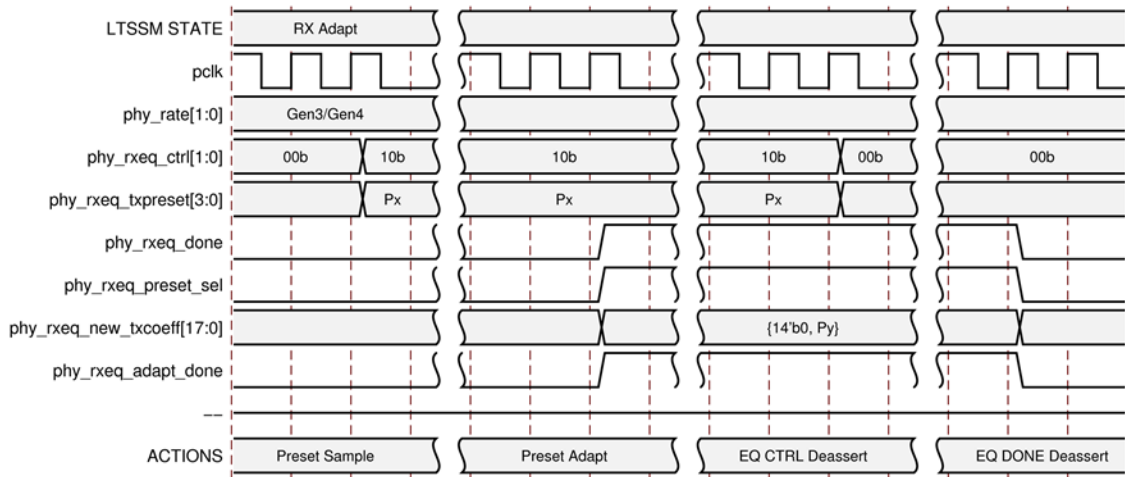 LTSSM STATE RX Adapt
pclk
phy_rate[1:0] Gen3/Gen4
phy_rxeq_ctrl[1:0] 00b 10b 10b 10b 00b 00b
phy_rxeq_txpreset[3:0] Px Px Px
phy_rxeq_done
phy_rxeq_preset_sel
phy_rxeq_new_txcoeff[17:0] {14'b0, Py}
phy_rxeq_adapt_done
--
ACTIONS Preset Sample Preset Adapt EQ CTRL Deassert EQ DONE Deassert